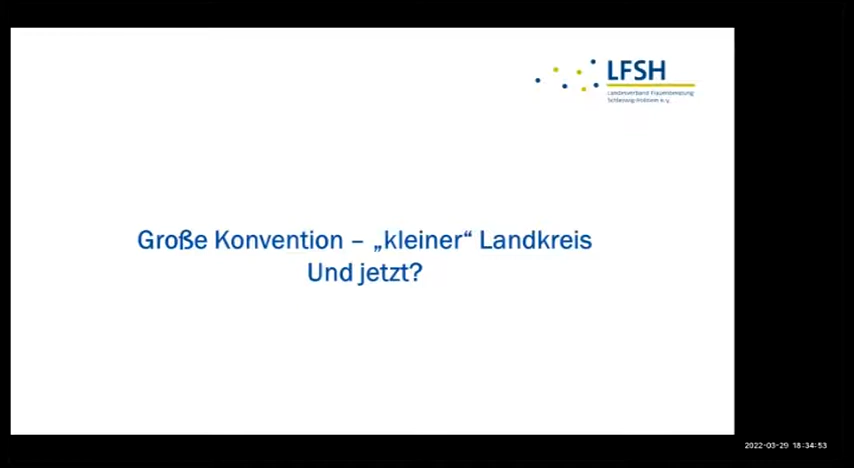 LFSH
Landesverband Frauenberatung
Schleswig-Holstein e.V.
Große Konvention – „kleiner“ Landkreis
Und jetzt?
2022-03-29 18:34:53